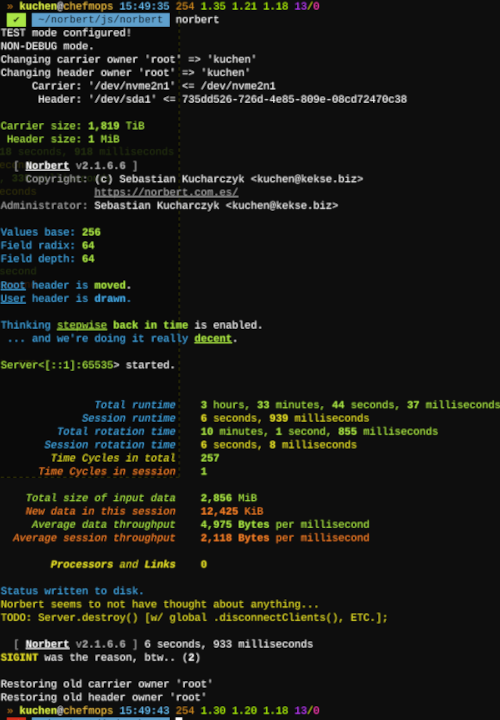 » kuchen@chefmops 15:49:35 254 1.35 1.21 1.18 13/0
✔ ~/norbert/js/norbert norbert
TEST mode configured!
NON-DEBUG mode.
Changing carrier owner 'root' => 'kuchen'
Changing header owner 'root' => 'kuchen'
Carrier: '/dev/nvme2n1' <= /dev/nvme2n1
Header: '/dev/sda1' <= 735dd526-726d-4e85-809e-08cd72470c38
Carrier size: 1,819 TiB
Header size: 1 MiB
[ Norbert v2.1.6.6 ]
Copyright: (c) Sebastian Kucharczyk <kuchen@kekse.biz>
https://norbert.com.es/
Administrator: Sebastian Kucharczyk <kuchen@kekse.biz>
Values base: 256
Field radix: 64
Field depth: 64
Root header is moved.
User header is drawn.
Thinking stepwise back in time is enabled.
... and we're doing it really decent.
Server<[::1]:65535> started.
Total runtime 3 hours, 33 minutes, 44 seconds, 37 milliseconds
Session runtime 6 seconds, 939 milliseconds
Total rotation time 10 minutes, 1 second, 855 milliseconds
Session rotation time 6 seconds, 8 milliseconds
Time Cycles in total 257
Time Cycles in session 1
Total size of input data 2,856 MiB
New data in this session 12,425 KiB
Average data throughput 4,975 Bytes per millisecond
Average session throughput 2,118 Bytes per millisecond
Processors and Links 0
Status written to disk.
Norbert seems to not have thought about anything...
TODO: Server.destroy() [w/ global .disconnectClients(), ETC.];
[ Norbert v2.1.6.6 ] 6 seconds, 933 milliseconds
SIGINT was the reason, btw.. (2)
Restoring old carrier owner 'root'
Restoring old header owner 'root'
» kuchen@chefmops 15:49:43 254 1.30 1.20 1.18 13/0